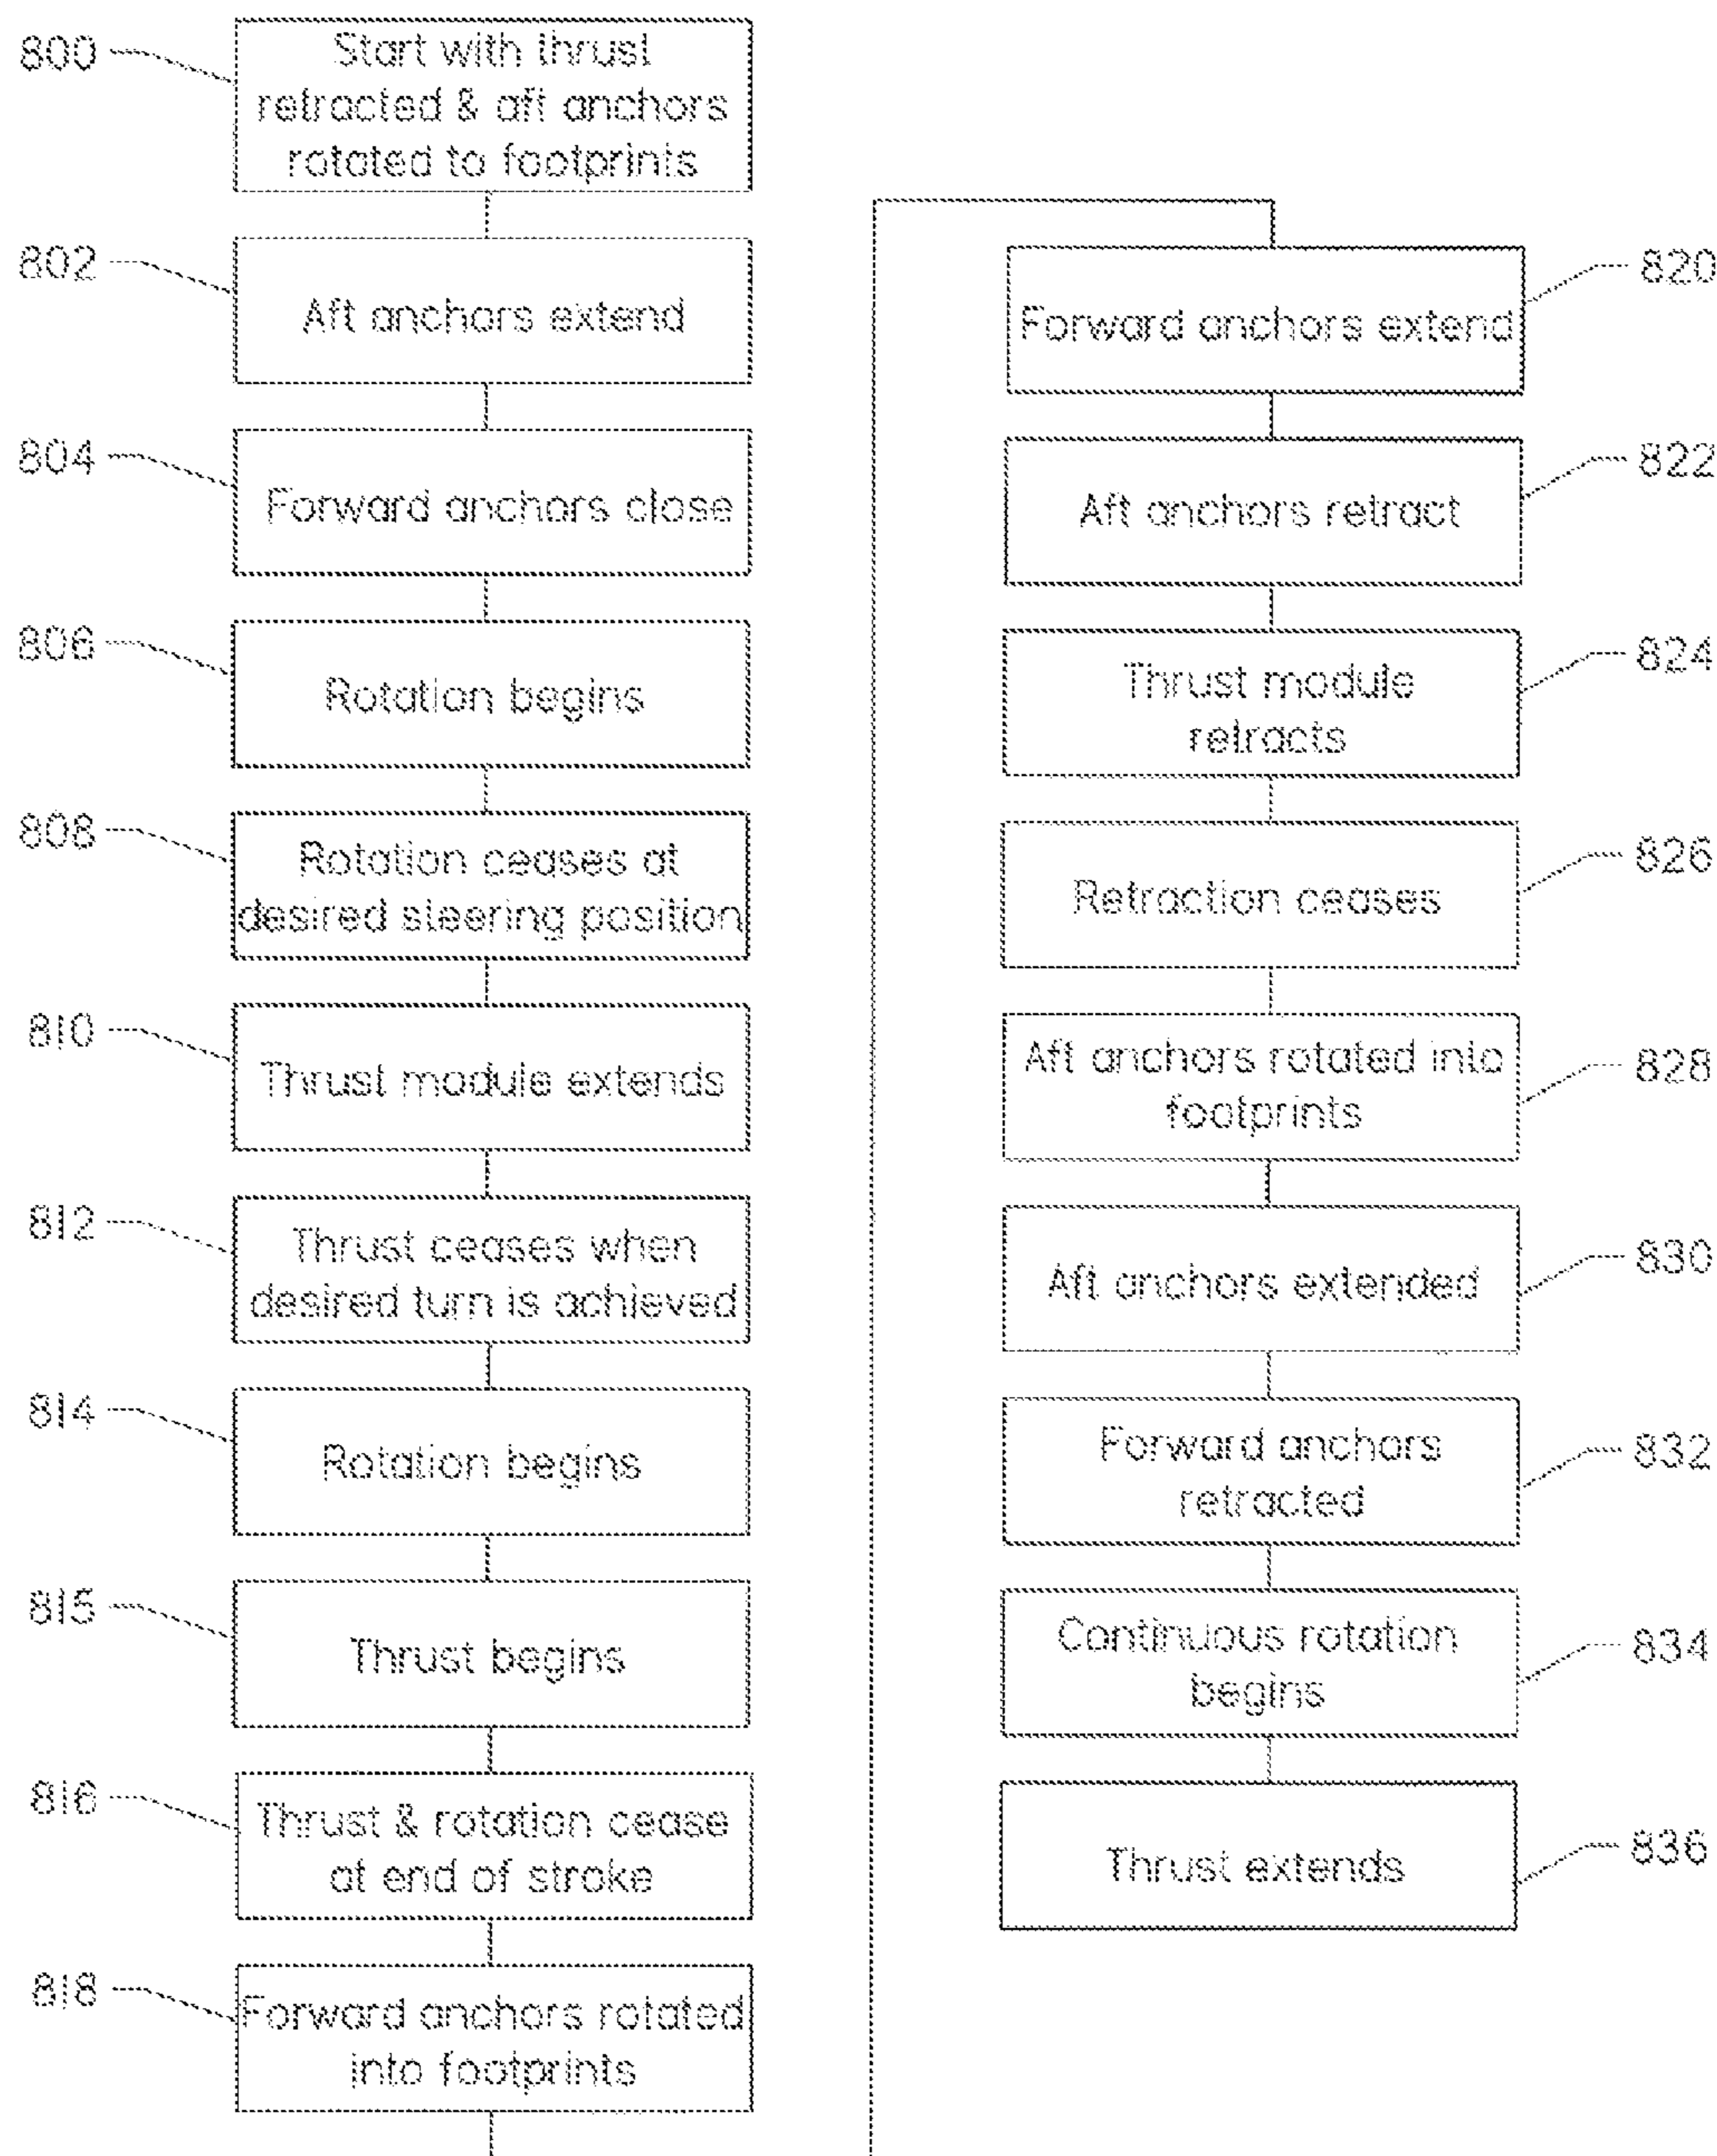 800
Start with thrust
retracted & aft anchors
rotated to footprints
802
Aft anchors extend
804
Forward anchors close
806
Rotation begins
808
Rotation ceases at
desired steering position
810
Thrust module extends
812
Thrust ceases when
desired turn is achieved
814
Rotation begins
815
Thrust begins
816
Thrust & rotation cease
at end of stroke
818
Forward anchors rotated
into footprints
820
Forward anchors extend
822
Aft anchors retract
824
Thrust module
retracts
826
Retraction ceases
828
Aft anchors rotated into
footprints
830
Aft anchors extended
832
Forward anchors
retracted
834
Continuous rotation
begins
836
Thrust extends